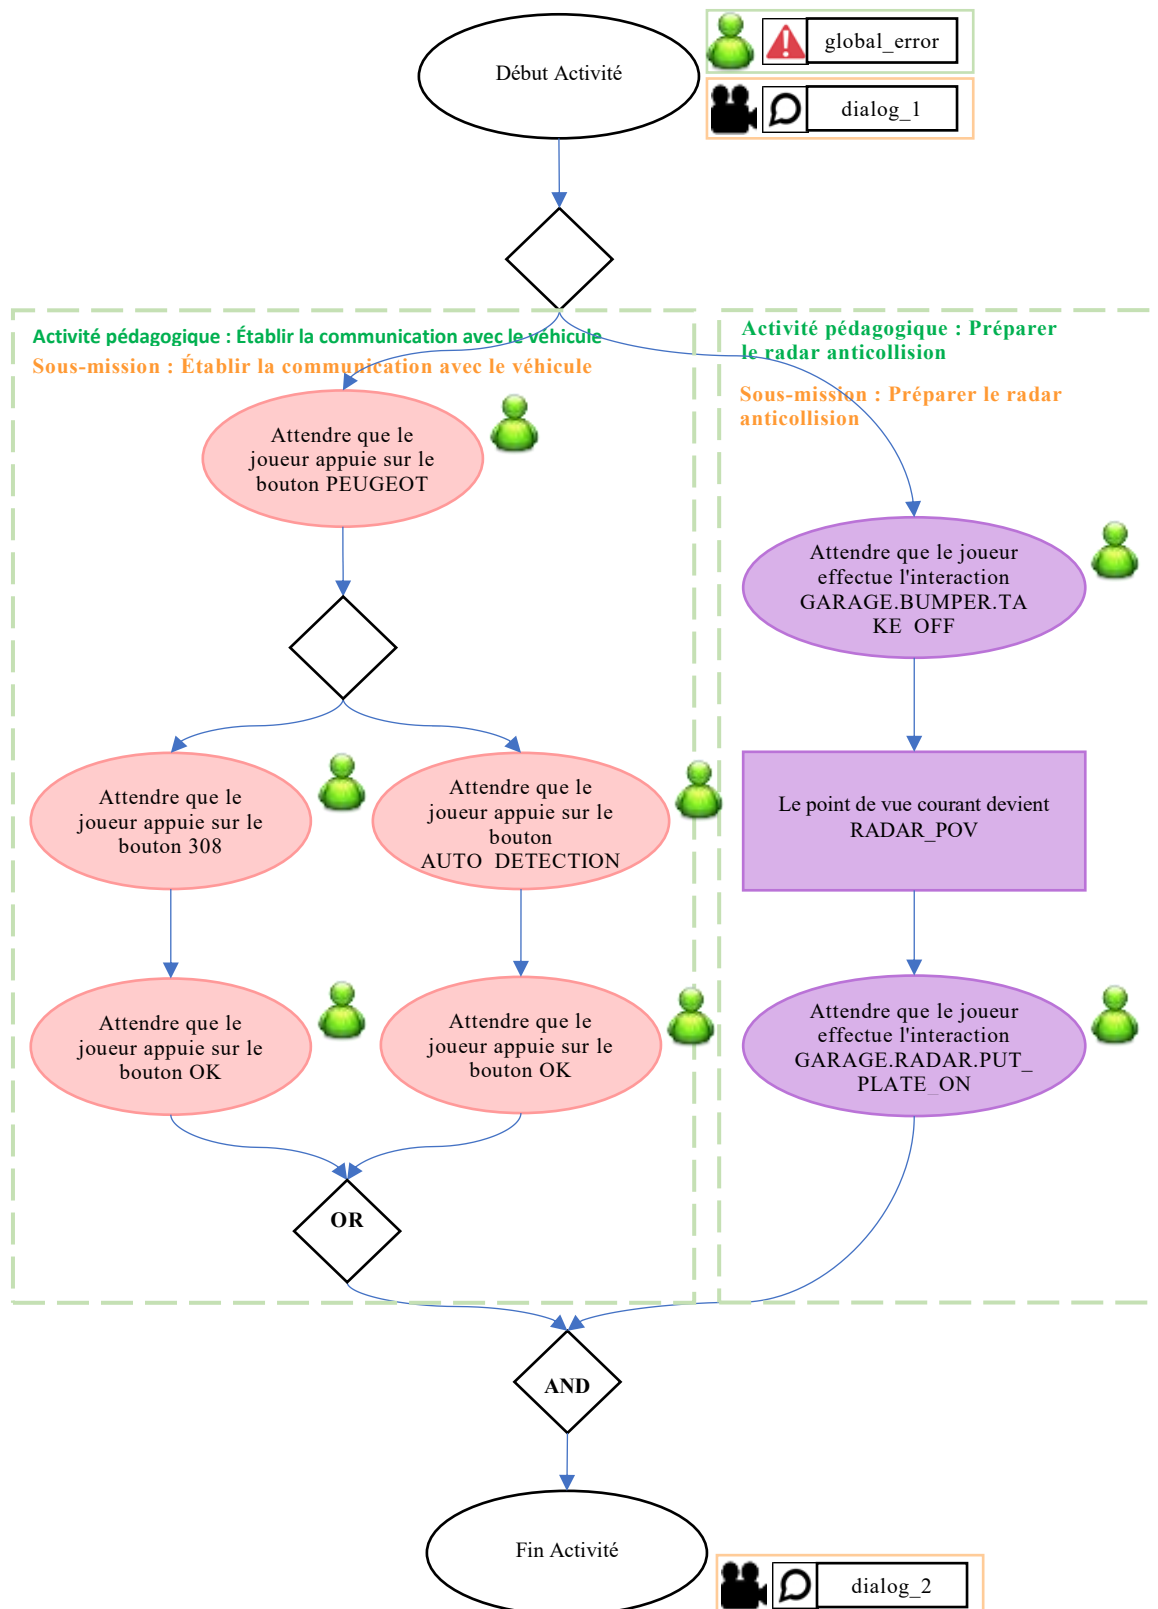 Début Activité
global_error
dialog_1
Activité pédagogique : Établir la communication avec le véhicule
Sous-mission : Établir la communication avec le véhicule
Activité pédagogique : Préparer
le radar anticollision
Sous-mission : Préparer le radar
anticollision
Attendre que le
joueur appuie sur le
bouton PEUGEOT
Attendre que le joueur
effectue l'interaction
GARAGE.BUMPER.TA
KE_OFF
Attendre que le
joueur appuie sur le
bouton 308
Attendre que le
joueur appuie sur le
bouton
AUTO_DETECTION
Le point de vue courant devient
RADAR_POV
Attendre que le
joueur appuie sur le
bouton OK
Attendre que le
joueur appuie sur le
bouton OK
Attendre que le joueur
effectue l'interaction
GARAGE.RADAR.PUT_
PLATE_ON
OR
AND
Fin Activité
dialog_2